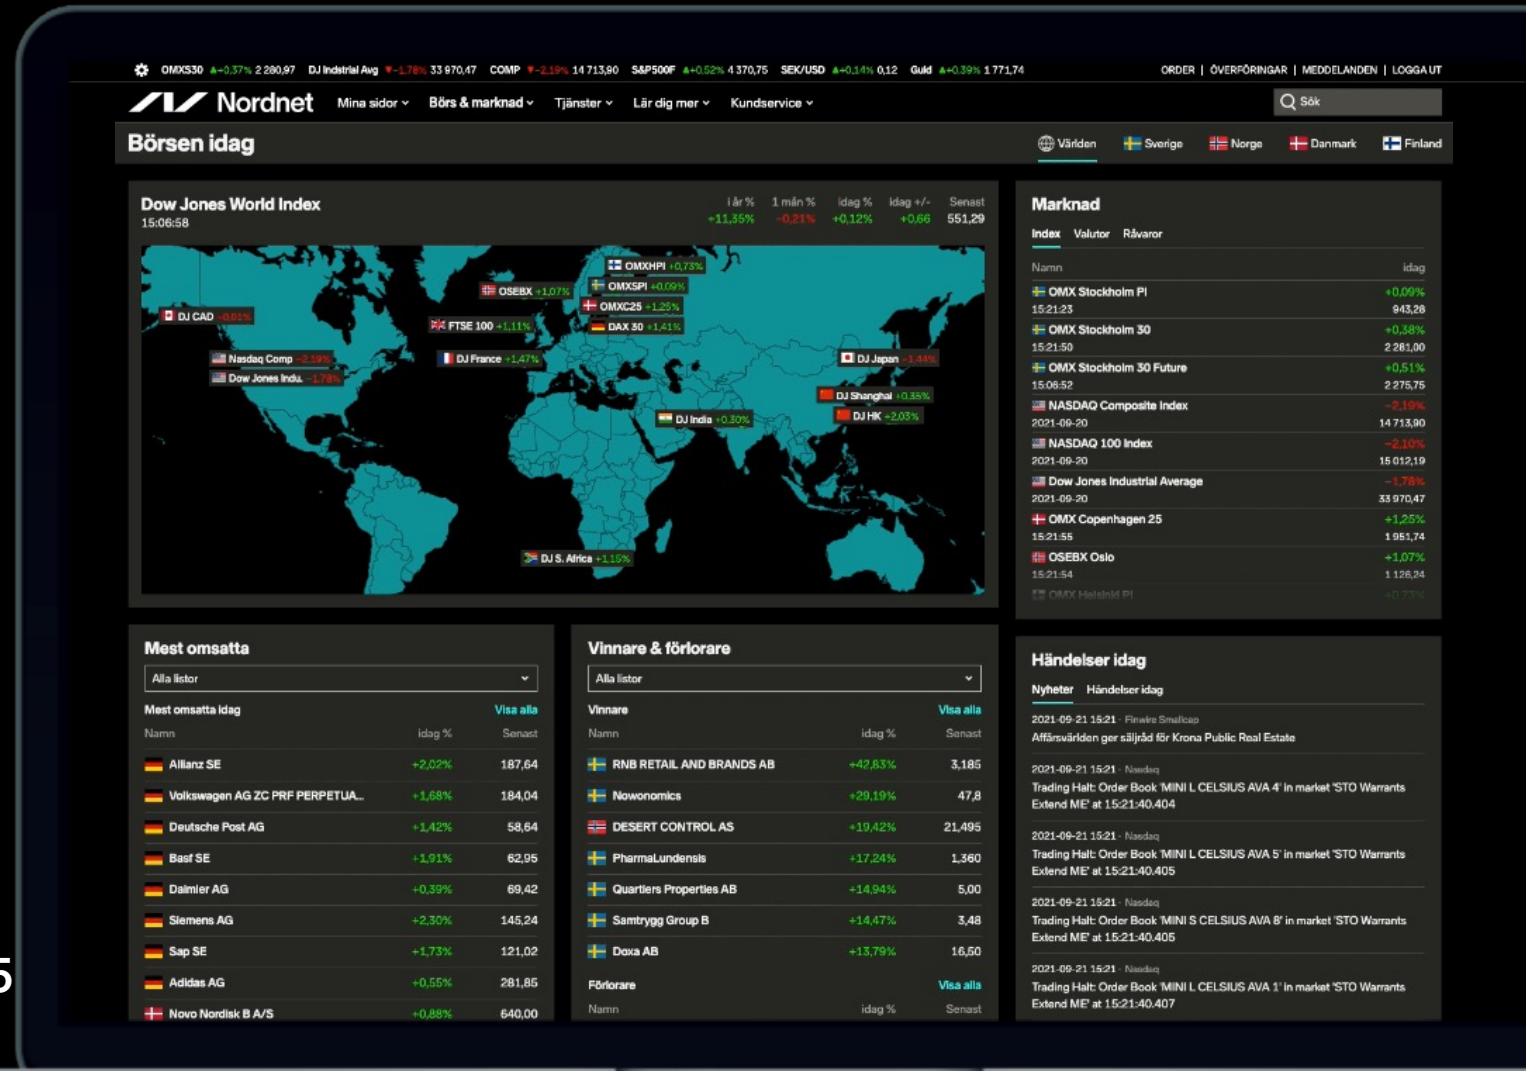 OMXS30 ▲+0,37% 2 280,97 DJ Indstrial Avg ▼-1,78% 33 970,47 COMP ▼-2,19% 14 713,90 S&P500F ▲+0,52% 4 370,75 SEK/USD ▲+0,14% 0,12 Guld ▲+0,39% 1 771,74 ORDER | ÖVERFÖRINGAR | MEDDELANDEN | LOGGA UT
Nordnet Mina sidor Börs & marknad Tjänster Lär dig mer Kundservice Sök
Börsen idag Världen Sverige Norge Danmark Finland
Dow Jones World Index i år % 1 mån % idag % idag +/- Senast
15:06:58 +11,35% -0,21% +0,12% +0,66 551,29
OMXHPI +0,73%
OSEBX +1,07% OMXSPI +0,09%
DJ CAD -0,01% OMXC25 +1,25%
FTSE 100 +1,11% DAX 30 +1,41%
Nasdaq Comp -2,19% DJ France +1,47% DJ Japan -1,44%
Dow Jones Indu. -1,78%
DJ Shanghai +0,35%
DJ India +0,30% DJ HK +2,03%
DJ S. Africa +1,15%
Marknad
Index Valutor Råvaror
Namn idag
OMX Stockholm PI +0,09%
15:21:23 943,28
OMX Stockholm 30 +0,38%
15:21:50 2 281,00
OMX Stockholm 30 Future +0,51%
15:06:52 2 275,75
NASDAQ Composite Index -2,19%
2021-09-20 14 713,90
NASDAQ 100 Index -2,10%
2021-09-20 15 012,19
Dow Jones Industrial Average -1,78%
2021-09-20 33 970,47
OMX Copenhagen 25 +1,25%
15:21:55 1 951,74
OSEBX Oslo +1,07%
15:21:54 1 126,24
OMX Helsinki PI +0,73%
Mest omsatta
Alla listor
Mest omsatta idag Visa alla
Namn idag % Senast
Allianz SE +2,02% 187,64
Volkswagen AG ZC PRF PERPETUA... +1,68% 184,04
Deutsche Post AG +1,42% 58,64
Basf SE +1,91% 62,95
Daimler AG +0,39% 69,42
Siemens AG +2,30% 145,24
Sap SE +1,73% 121,02
Adidas AG +0,55% 281,85
Novo Nordisk B A/S +0,88% 640,00
Vinnare & förlorare
Alla listor
Vinnare Visa alla
Namn idag % Senast
RNB RETAIL AND BRANDS AB +42,83% 3,185
Nowonomics +29,19% 47,8
DESERT CONTROL AS +19,42% 21,495
PharmaLundensis +17,24% 1,360
Quartiers Properties AB +14,94% 5,00
Samtrygg Group B +14,47% 3,48
Doxa AB +13,79% 16,50
Förlorare Visa alla
Namn idag % Senast
Händelser idag
Nyheter Händelser idag
2021-09-21 15:21 · Finwire Smallcap
Affärsvärlden ger säljråd för Krona Public Real Estate
2021-09-21 15:21 · Nasdaq
Trading Halt: Order Book 'MINI L CELSIUS AVA 4' in market 'STO Warrants
Extend ME' at 15:21:40.404
2021-09-21 15:21 · Nasdaq
Trading Halt: Order Book 'MINI L CELSIUS AVA 5' in market 'STO Warrants
Extend ME' at 15:21:40.405
2021-09-21 15:21 · Nasdaq
Trading Halt: Order Book 'MINI S CELSIUS AVA 8' in market 'STO Warrants
Extend ME' at 15:21:40.405
2021-09-21 15:21 · Nasdaq
Trading Halt: Order Book 'MINI L CELSIUS AVA 1' in market 'STO Warrants
Extend ME' at 15:21:40.407
5